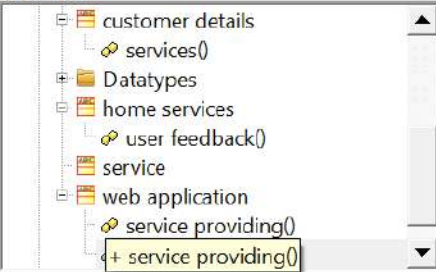 customer details
services()
Datatypes
home services
user feedback()
service
web application
service providing()
+ service providing()